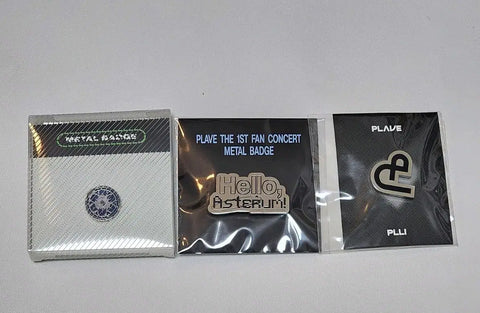 METAL BADGE
PLAVE THE 1ST FAN CONCERT
METAL BADGE
Hello,
Asterum!
PLAVE
PLLI